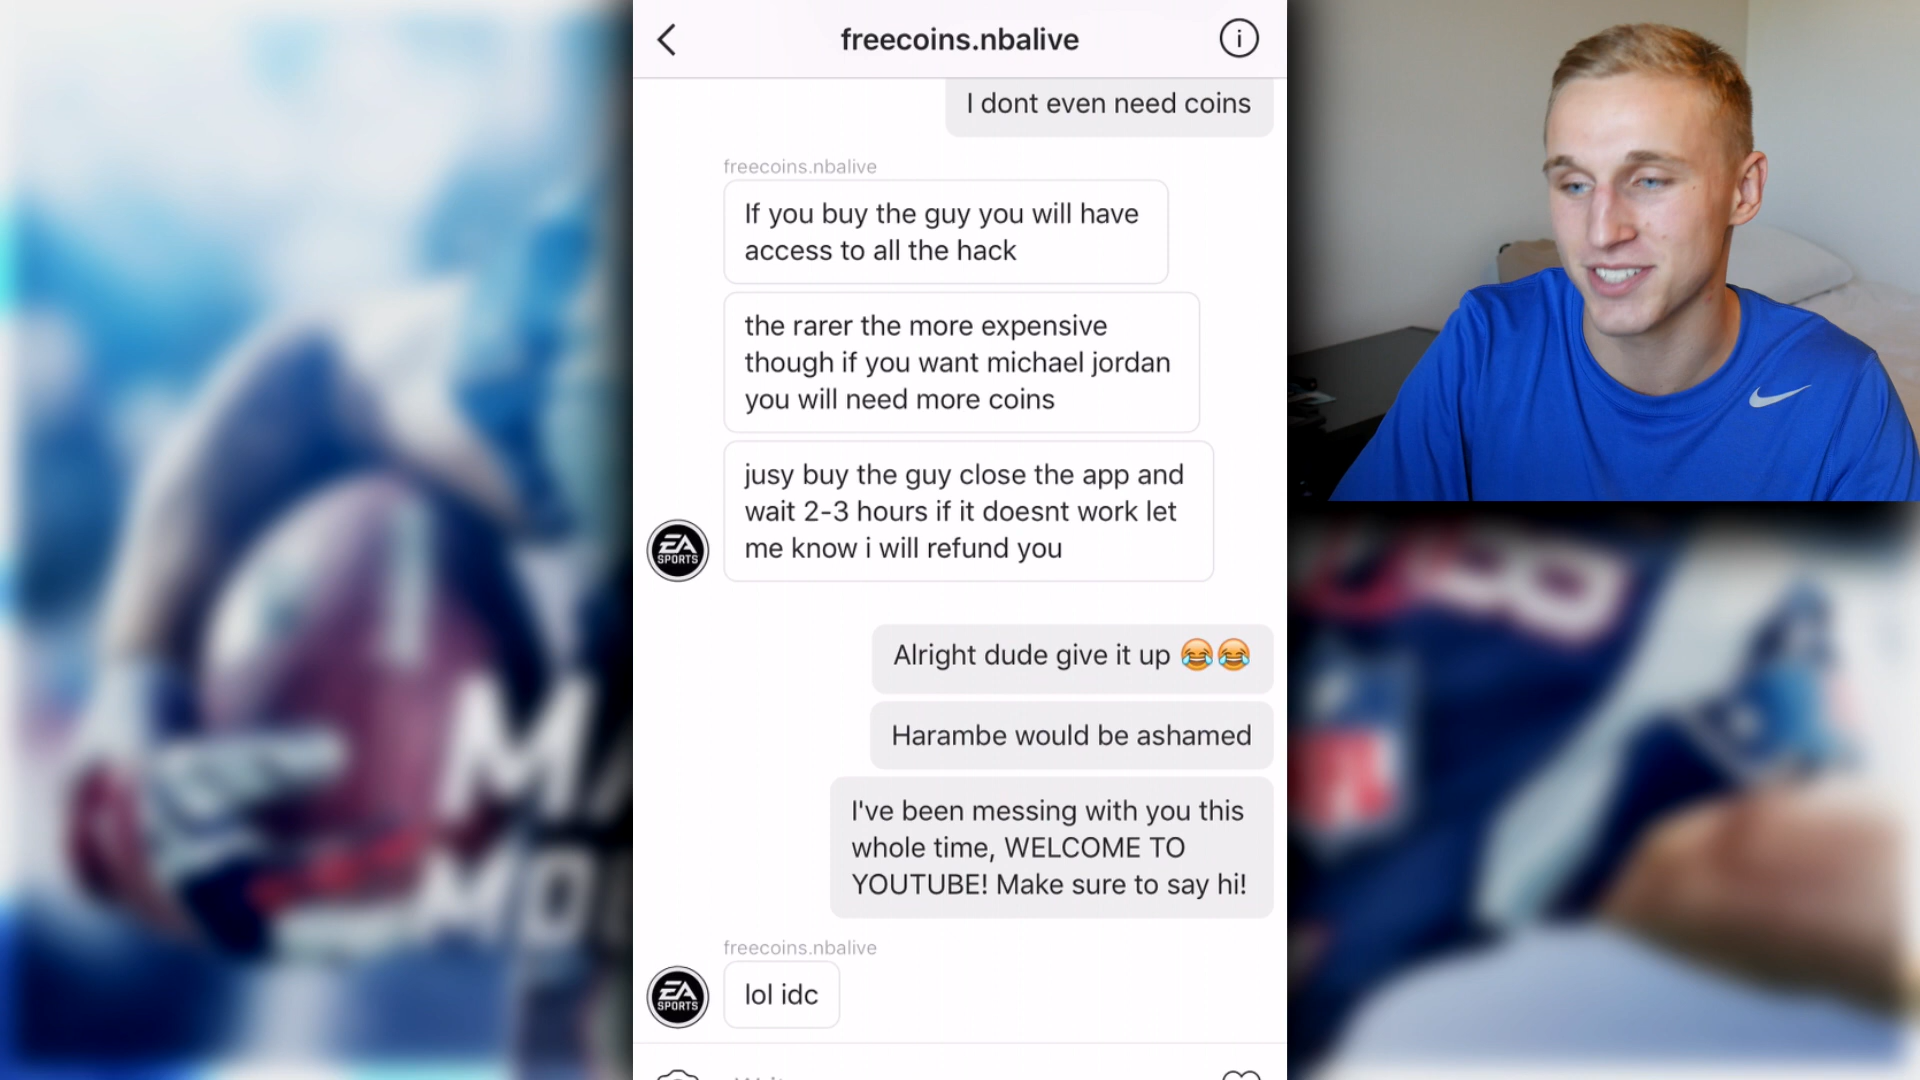 freecoins.nbalive
I dont even need coins
freecoins.nbalive
If you buy the guy you will have
access to all the hack
the rarer the more expensive
though if you want michael jordan
you will need more coins
jusy buy the guy close the app and
wait 2-3 hours if it doesnt work let
me know i will refund you
EA
SPORTS
Alright dude give it up 😂😂
Harambe would be ashamed
I've been messing with you this
whole time, WELCOME TO
YOUTUBE! Make sure to say hi!
freecoins.nbalive
lol idc
EA
SPORTS